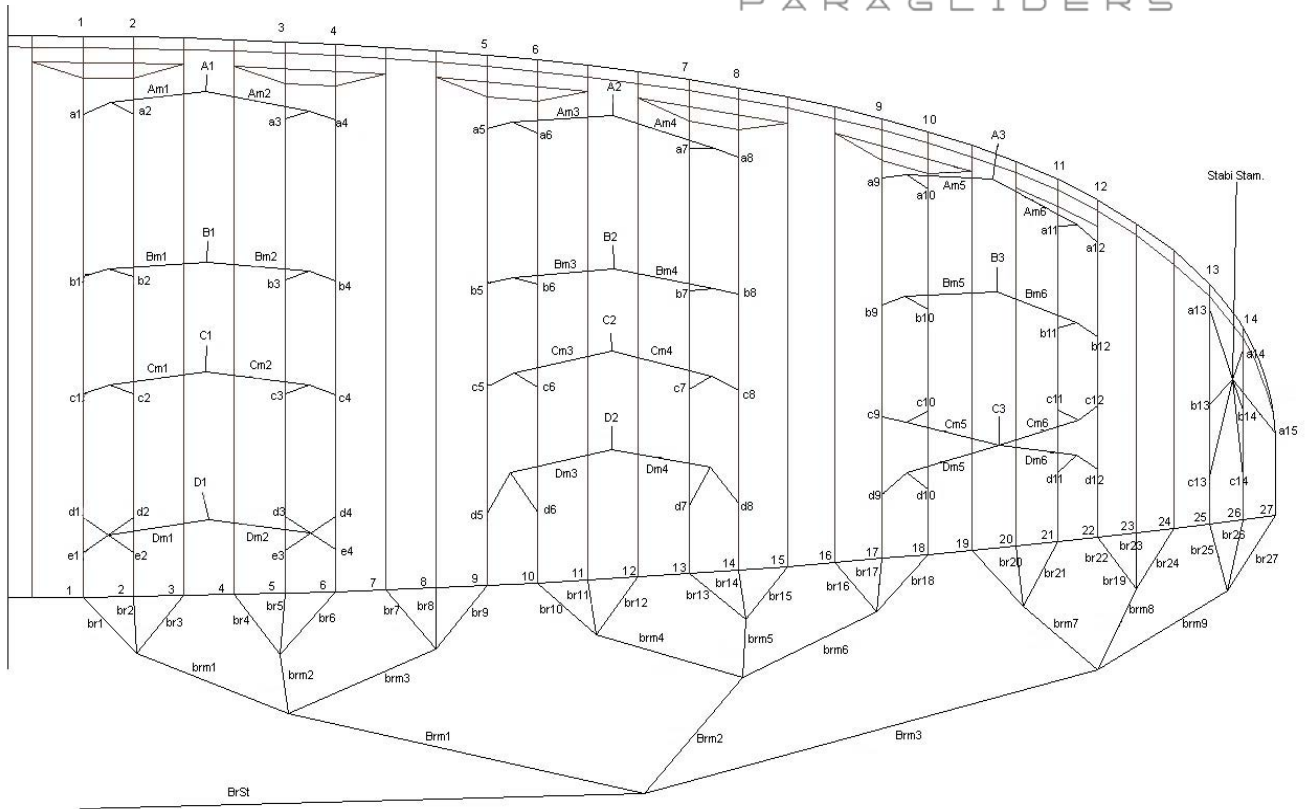 PARAGLIDERS
1 2 3 4 5 6 7 8 9 10 11 12 13 14
A1 A2 A3
Am1 Am2 Am3 Am4 Am5 Am6
a1 a2 a3 a4 a5 a6 a7 a8 a9 a10 a11 a12
Stabi Stam.
B1 B2 B3
Bm1 Bm2 Bm3 Bm4 Bm5 Bm6
b1 b2 b3 b4 b5 b6 b7 b8 b9 b10 b11 b12
a13 a14 a15
b13 b14
c13 c14
C1 C2 C3
Cm1 Cm2 Cm3 Cm4 Cm5 Cm6
c1 c2 c3 c4 c5 c6 c7 c8 c9 c10 c11 c12
D1 D2
Dm1 Dm2 Dm3 Dm4 Dm5 Dm6
d1 d2 d3 d4 d5 d6 d7 d8 d9 d10 d11 d12
e1 e2 e3 e4
1 2 3 4 5 6 7 8 9 10 11 12 13 14 15 16 17 18 19 20 21 22 23 24 25 26 27
br1 br2 br3 br4 br5 br6 br7 br8 br9 br10 br11 br12 br13 br14 br15 br16 br17 br18 br20 br21 br22 br19 br23 br24 br25 br26 br27
brm1 brm2 brm3 brm4 brm5 brm6 brm7 brm8 brm9
Brm1 Brm2 Brm3
BrSt